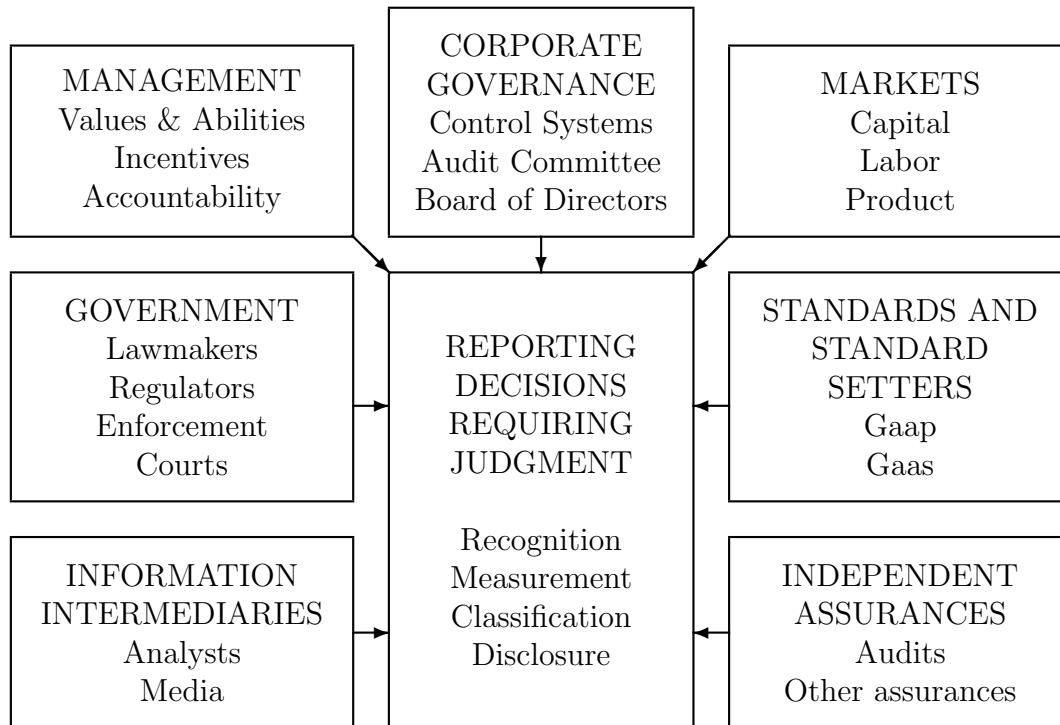 MANAGEMENT
Values & Abilities
Incentives
Accountability
CORPORATE
GOVERNANCE
Control Systems
Audit Committee
Board of Directors
MARKETS
Capital
Labor
Product
GOVERNMENT
Lawmakers
Regulators
Enforcement
Courts
REPORTING
DECISIONS
REQUIRING
JUDGMENT
Recognition
Measurement
Classification
Disclosure
STANDARDS AND
STANDARD
SETTERS
Gaap
Gaas
INFORMATION
INTERMEDIARIES
Analysts
Media
INDEPENDENT
ASSURANCES
Audits
Other assurances